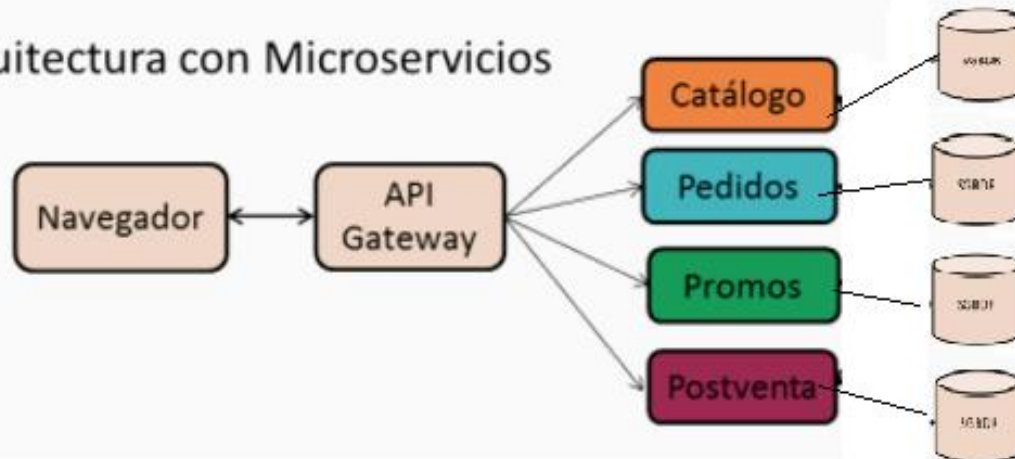 uitectura con Microservicios
Catálogo
Pedidos
Navegador
API
Gateway
Promos
Postventa